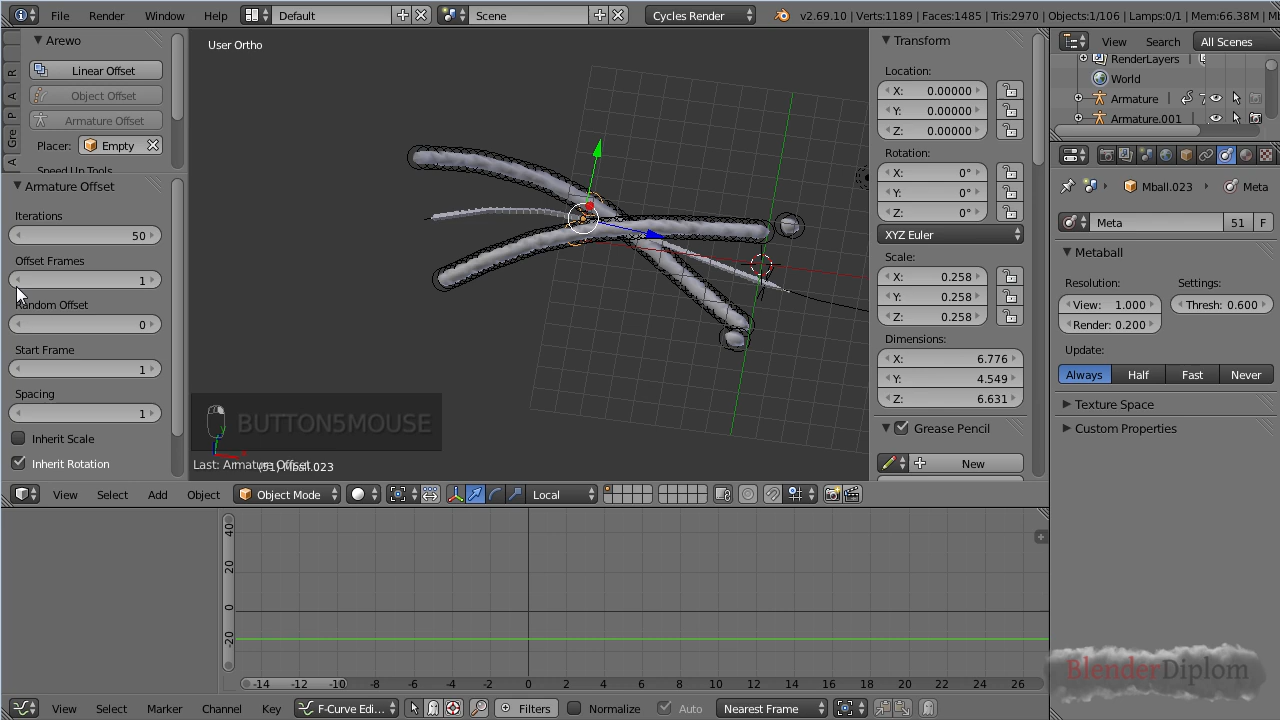 File Render Window Help Default Scene Cycles Render v2.69.10 | Verts:1189 | Faces:1485 | Tris:2970 | Objects:1/106 | Lamps:0/1 | Mem:66.38M |
Arewo
Linear Offset
Object Offset
Armature Offset
Placer: Empty
Speed Up Tools
R
A
P
Gre
A
Armature Offset
Iterations
50
Offset Frames
1
Random Offset
0
Start Frame
1
Spacing
1
Inherit Scale
Inherit Rotation
User Ortho
BUTTON5MOUSE
Last: Armature Offset
(51) Mball.023
View Select Add Object Object Mode Local
Transform
Location:
X: 0.00000
Y: 0.00000
Z: 0.00000
Rotation:
X: 0°
Y: 0°
Z: 0°
XYZ Euler
Scale:
X: 0.258
Y: 0.258
Z: 0.258
Dimensions:
X: 6.776
Y: 4.549
Z: 6.631
Grease Pencil
New
View Search All Scenes
RenderLayers
World
Armature
Armature.001
Mball.023 Meta
Meta 51 F
Metaball
Resolution: Settings:
View: 1.000 Thresh: 0.600
Render: 0.200
Update:
Always Half Fast Never
Texture Space
Custom Properties
40
20
0
-20
-14 -12 -10 -8 -6 -4 -2 0 2 4 6 8 10 12 14 16 18 20 22 24 26
View Select Marker Channel Key F-Curve Edi... Filters Normalize Auto Nearest Frame
BlenderDiplom